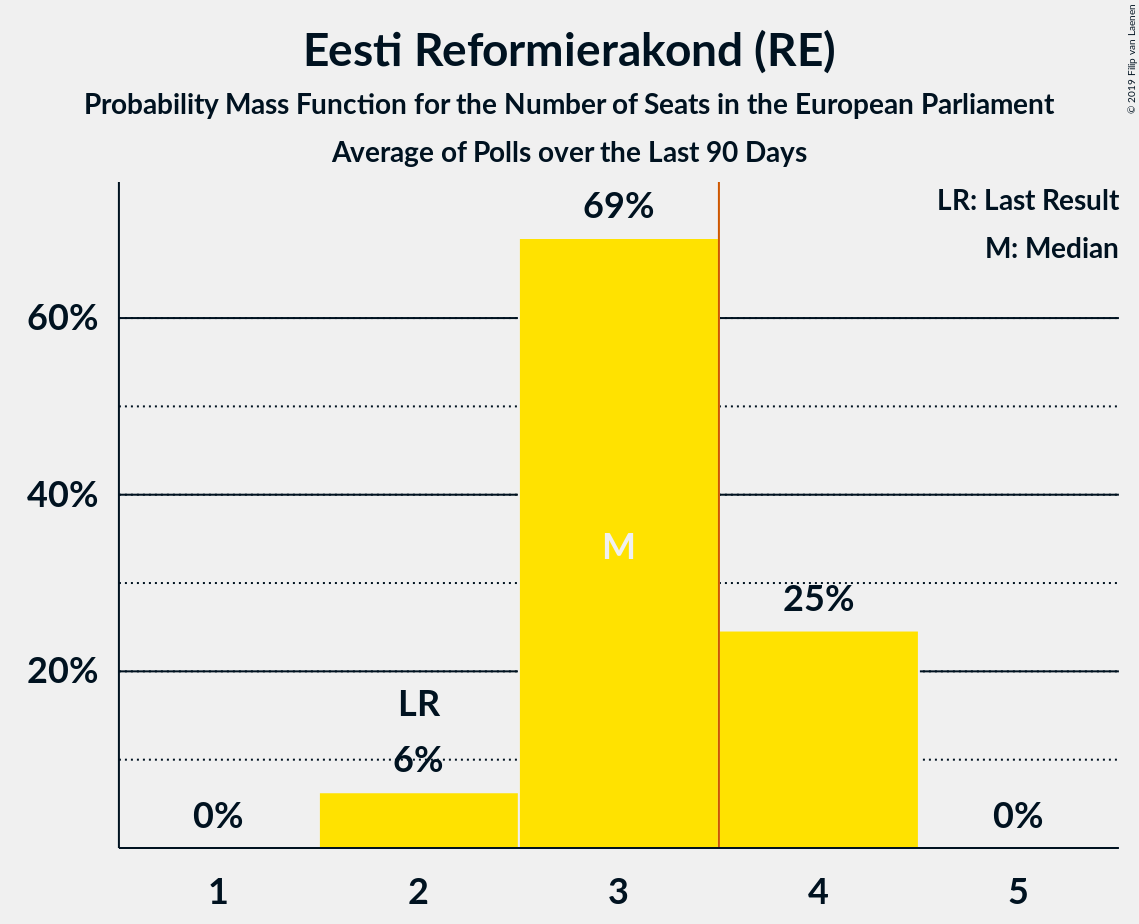 Eesti Reformierakond (RE)
Probability Mass Function for the Number of Seats in the European Parliament
Average of Polls over the Last 90 Days
© 2019 Filip van Laenen
LR: Last Result
M: Median
69%
60%
40%
M
25%
20%
LR
6%
0%
0%
1
2
3
4
5